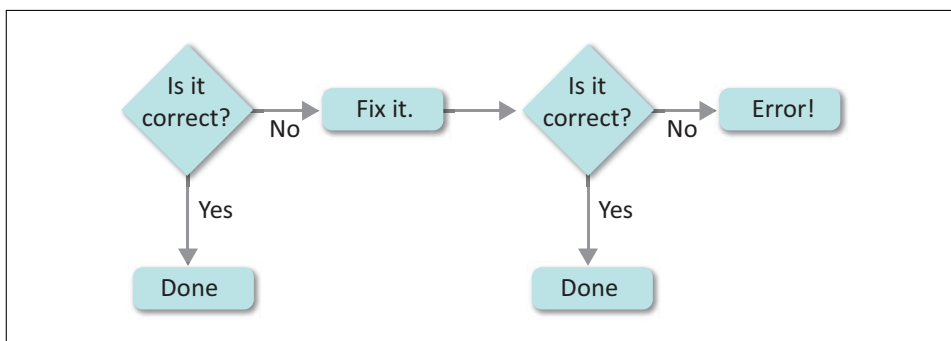 Is it
correct?
No
Fix it.
Is it
correct?
No
Error!
Yes
Yes
Done
Done